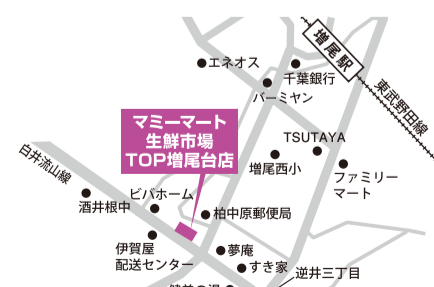 増尾駅
エネオス
千葉銀行
バーミヤン
東武野田線
マミーマート
生鮮市場
TOP増尾台店
TSUTAYA
白井流山線
増尾西小
ファミリー
マート
ビバホーム
酒井根中
柏中原郵便局
伊賀屋
配送センター
夢庵
すき家
逆井三丁目